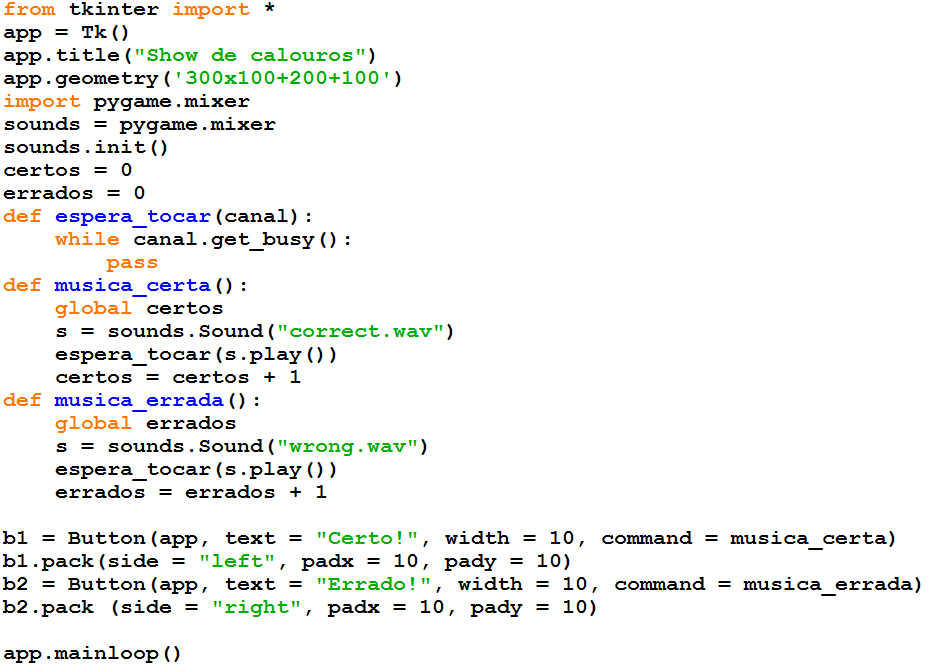 from tkinter import *
app = Tk()
app.title("Show de calouros")
app.geometry('300x100+200+100')
import pygame.mixer
sounds = pygame.mixer
sounds.init()
certos = 0
errados = 0
def espera_tocar(canal):
    while canal.get_busy():
        pass
def musica_certa():
    global certos
    s = sounds.Sound("correct.wav")
    espera_tocar(s.play())
    certos = certos + 1
def musica_errada():
    global errados
    s = sounds.Sound("wrong.wav")
    espera_tocar(s.play())
    errados = errados + 1

b1 = Button(app, text = "Certo!", width = 10, command = musica_certa)
b1.pack(side = "left", padx = 10, pady = 10)
b2 = Button(app, text = "Errado!", width = 10, command = musica_errada)
b2.pack (side = "right", padx = 10, pady = 10)

app.mainloop()